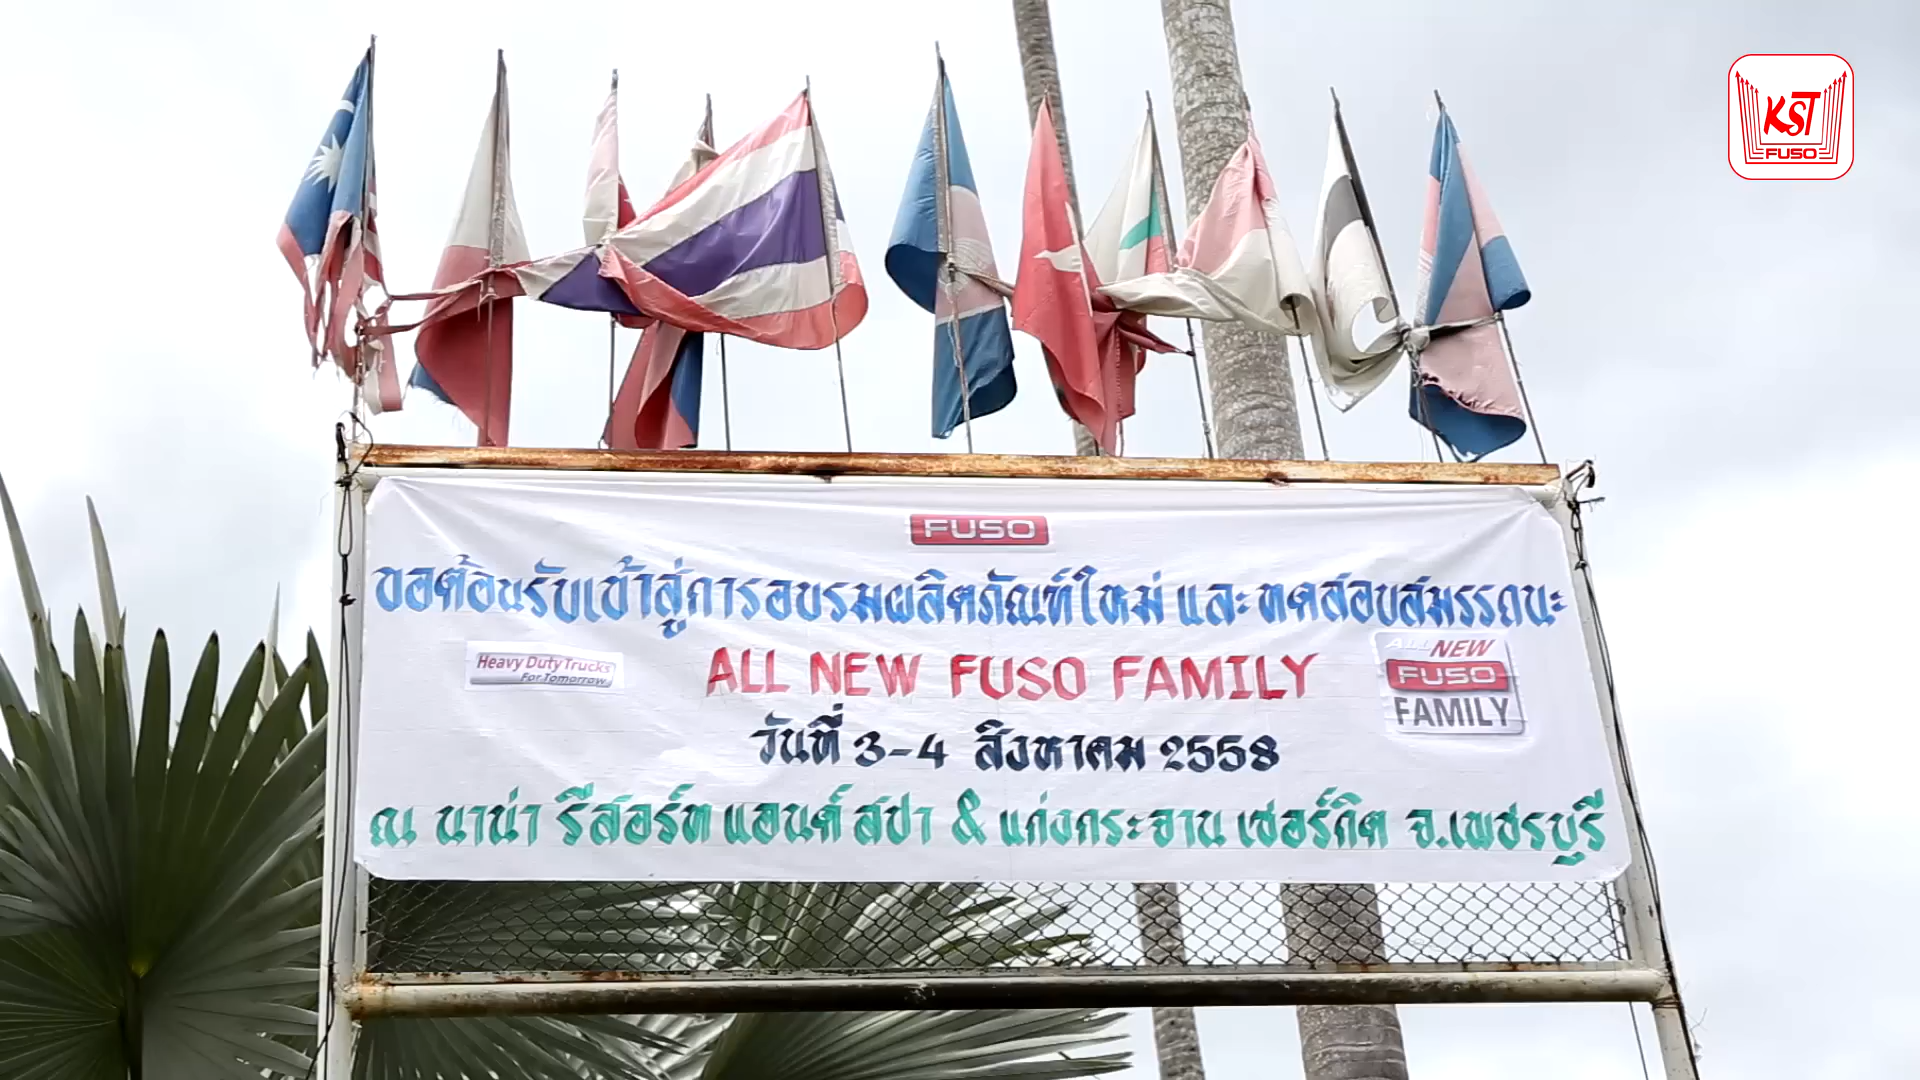 KST
FUSO
FUSO
ขอต้อนรับเข้าสู่การอบรมผลิตภัณฑ์ใหม่ และ ทดสอบสมรรถนะ
Heavy Duty Trucks
For Tomorrow
ALL NEW FUSO FAMILY
ALL NEW
FUSO
FAMILY
วันที่ 3-4 สิงหาคม 2558
ณ นาน่า รีสอร์ท แอนด์ สปา & แก่งกระจาน เซอร์กิต จ.เพชรบุรี